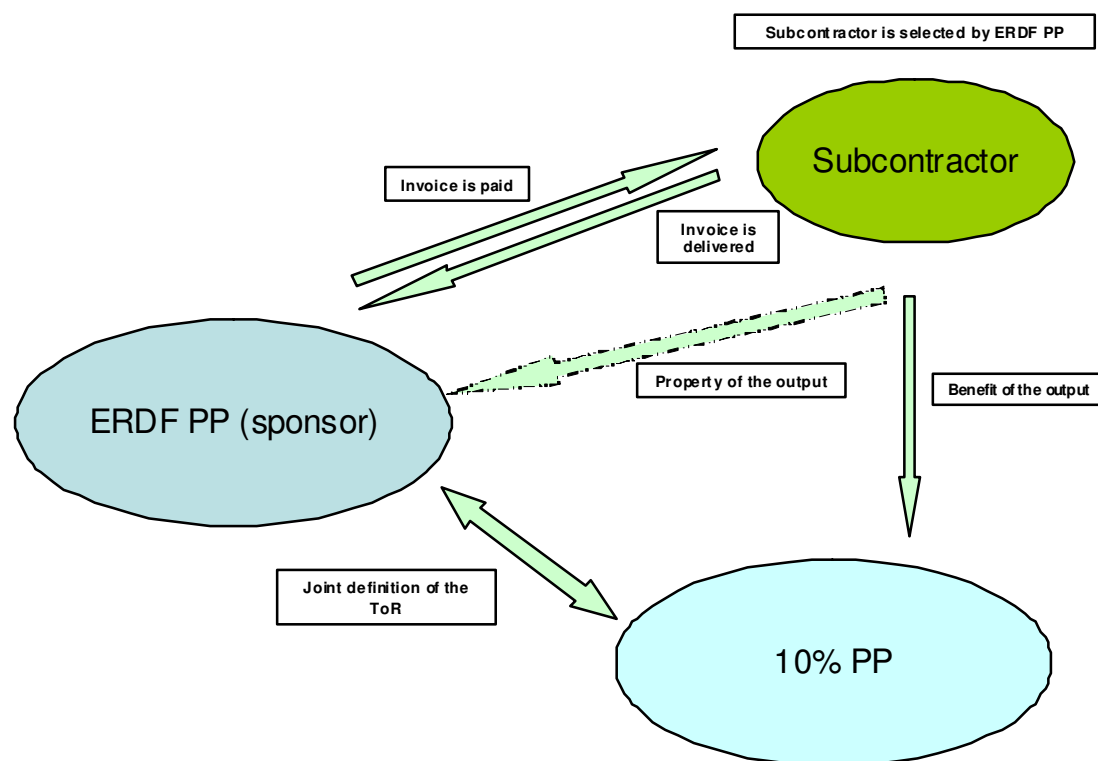 Subcontractor is selected by ERDF PP
Subcontractor
Invoice is paid
Invoice is
delivered
Property of the output
Benefit of the output
ERDF PP (sponsor)
Joint definition of the
ToR
10% PP